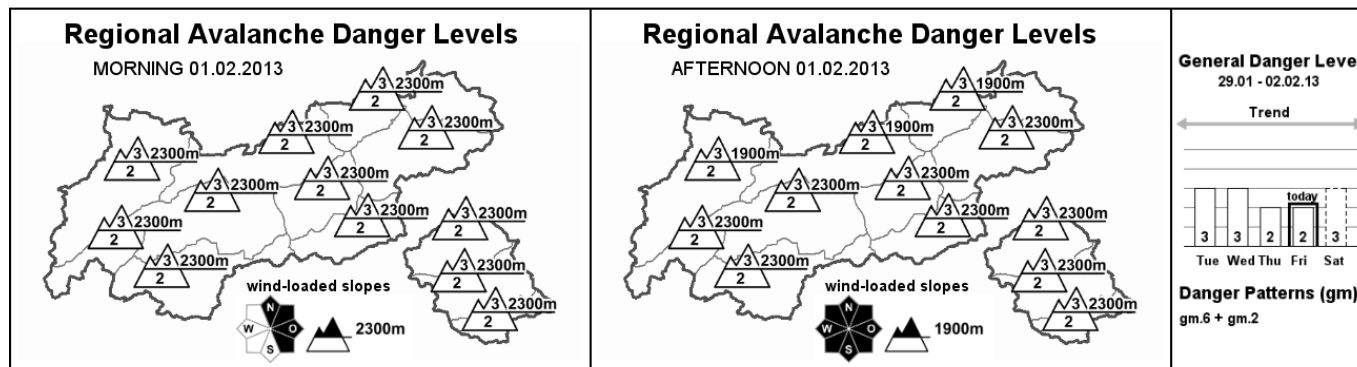 Regional Avalanche Danger Levels
MORNING 01.02.2013
3 2300m
2
3 2300m
2
3 2300m
2
3 2300m
2
3 2300m
2
3 2300m
2
3 2300m
2
3 2300m
2
3 2300m
2
3 2300m
2
3 2300m
2
3 2300m
2
wind-loaded slopes
N
W O
S
2300m
Regional Avalanche Danger Levels
AFTERNOON 01.02.2013
3 1900m
2
3 2300m
2
3 1900m
2
3 1900m
2
3 2300m
2
3 2300m
2
3 2300m
2
3 2300m
2
3 2300m
2
3 2300m
2
3 2300m
2
3 2300m
2
wind-loaded slopes
N
W O
S
1900m
General Danger Leve
29.01 - 02.02.13
Trend
today
3 3 2 2 3
Tue Wed Thu Fri Sat
Danger Patterns (gm)
gm.6 + gm.2